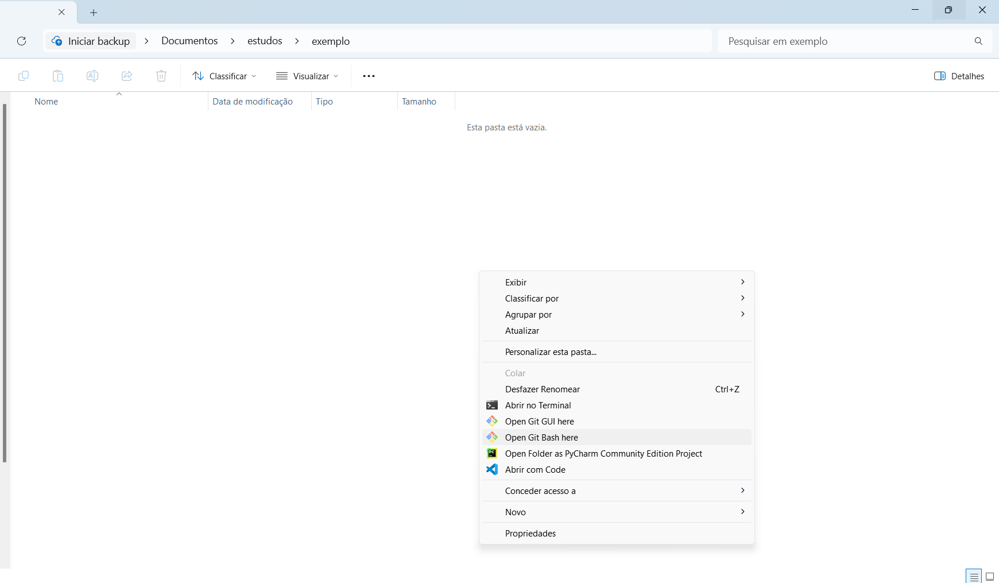 Iniciar backup > Documentos > estudos > exemplo
Pesquisar em exemplo
Classificar
Visualizar
Detalhes
Nome
Data de modificação
Tipo
Tamanho
Esta pasta está vazia.
Exibir
Classificar por
Agrupar por
Atualizar
Personalizar esta pasta...
Colar
Desfazer Renomear Ctrl+Z
Abrir no Terminal
Open Git GUI here
Open Git Bash here
Open Folder as PyCharm Community Edition Project
Abrir com Code
Conceder acesso a
Novo
Propriedades